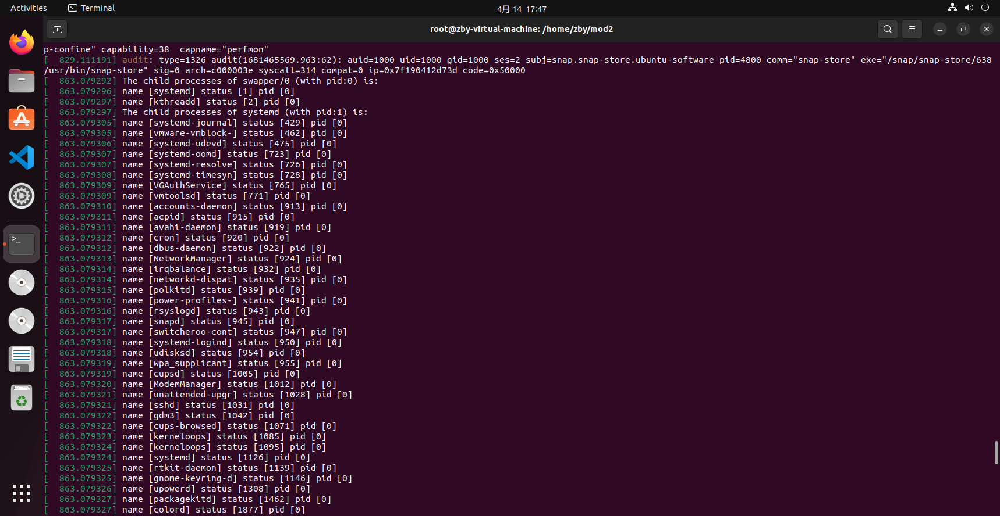 Activities
Terminal
4月 14 17:47
root@zby-virtual-machine: /home/zby/mod2
p-confine" capability=38  capname="perfmon"
[  829.111191] audit: type=1326 audit(1681465569.963:62): auid=1000 uid=1000 gid=1000 ses=2 subj=snap.snap-store.ubuntu-software pid=4800 comm="snap-store" exe="/snap/snap-store/638
/usr/bin/snap-store" sig=0 arch=c000003e syscall=314 compat=0 ip=0x7f190412d73d code=0x50000
[  863.079292] The child processes of swapper/0 (with pid:0) is:
[  863.079296] name [systemd] status [1] pid [0]
[  863.079297] name [kthreadd] status [2] pid [0]
[  863.079297] The child processes of systemd (with pid:1) is:
[  863.079305] name [systemd-journal] status [429] pid [0]
[  863.079305] name [vmware-vmblock-] status [462] pid [0]
[  863.079306] name [systemd-udevd] status [475] pid [0]
[  863.079307] name [systemd-oomd] status [723] pid [0]
[  863.079307] name [systemd-resolve] status [726] pid [0]
[  863.079308] name [systemd-timesyn] status [728] pid [0]
[  863.079309] name [VGAuthService] status [765] pid [0]
[  863.079309] name [vmtoolsd] status [771] pid [0]
[  863.079310] name [accounts-daemon] status [913] pid [0]
[  863.079311] name [acpid] status [915] pid [0]
[  863.079311] name [avahi-daemon] status [919] pid [0]
[  863.079312] name [cron] status [920] pid [0]
[  863.079312] name [dbus-daemon] status [922] pid [0]
[  863.079313] name [NetworkManager] status [924] pid [0]
[  863.079314] name [irqbalance] status [932] pid [0]
[  863.079314] name [networkd-dispat] status [935] pid [0]
[  863.079315] name [polkitd] status [939] pid [0]
[  863.079316] name [power-profiles-] status [941] pid [0]
[  863.079316] name [rsyslogd] status [943] pid [0]
[  863.079317] name [snapd] status [945] pid [0]
[  863.079317] name [switcheroo-cont] status [947] pid [0]
[  863.079318] name [systemd-logind] status [950] pid [0]
[  863.079318] name [udisksd] status [954] pid [0]
[  863.079319] name [wpa_supplicant] status [955] pid [0]
[  863.079319] name [cupsd] status [1005] pid [0]
[  863.079320] name [ModemManager] status [1012] pid [0]
[  863.079321] name [unattended-upgr] status [1028] pid [0]
[  863.079321] name [sshd] status [1031] pid [0]
[  863.079322] name [gdm3] status [1042] pid [0]
[  863.079322] name [cups-browsed] status [1071] pid [0]
[  863.079323] name [kerneloops] status [1085] pid [0]
[  863.079324] name [kerneloops] status [1095] pid [0]
[  863.079324] name [systemd] status [1126] pid [0]
[  863.079325] name [rtkit-daemon] status [1139] pid [0]
[  863.079325] name [gnome-keyring-d] status [1146] pid [0]
[  863.079326] name [upowerd] status [1308] pid [0]
[  863.079327] name [packagekitd] status [1462] pid [0]
[  863.079327] name [colord] status [1877] pid [0]